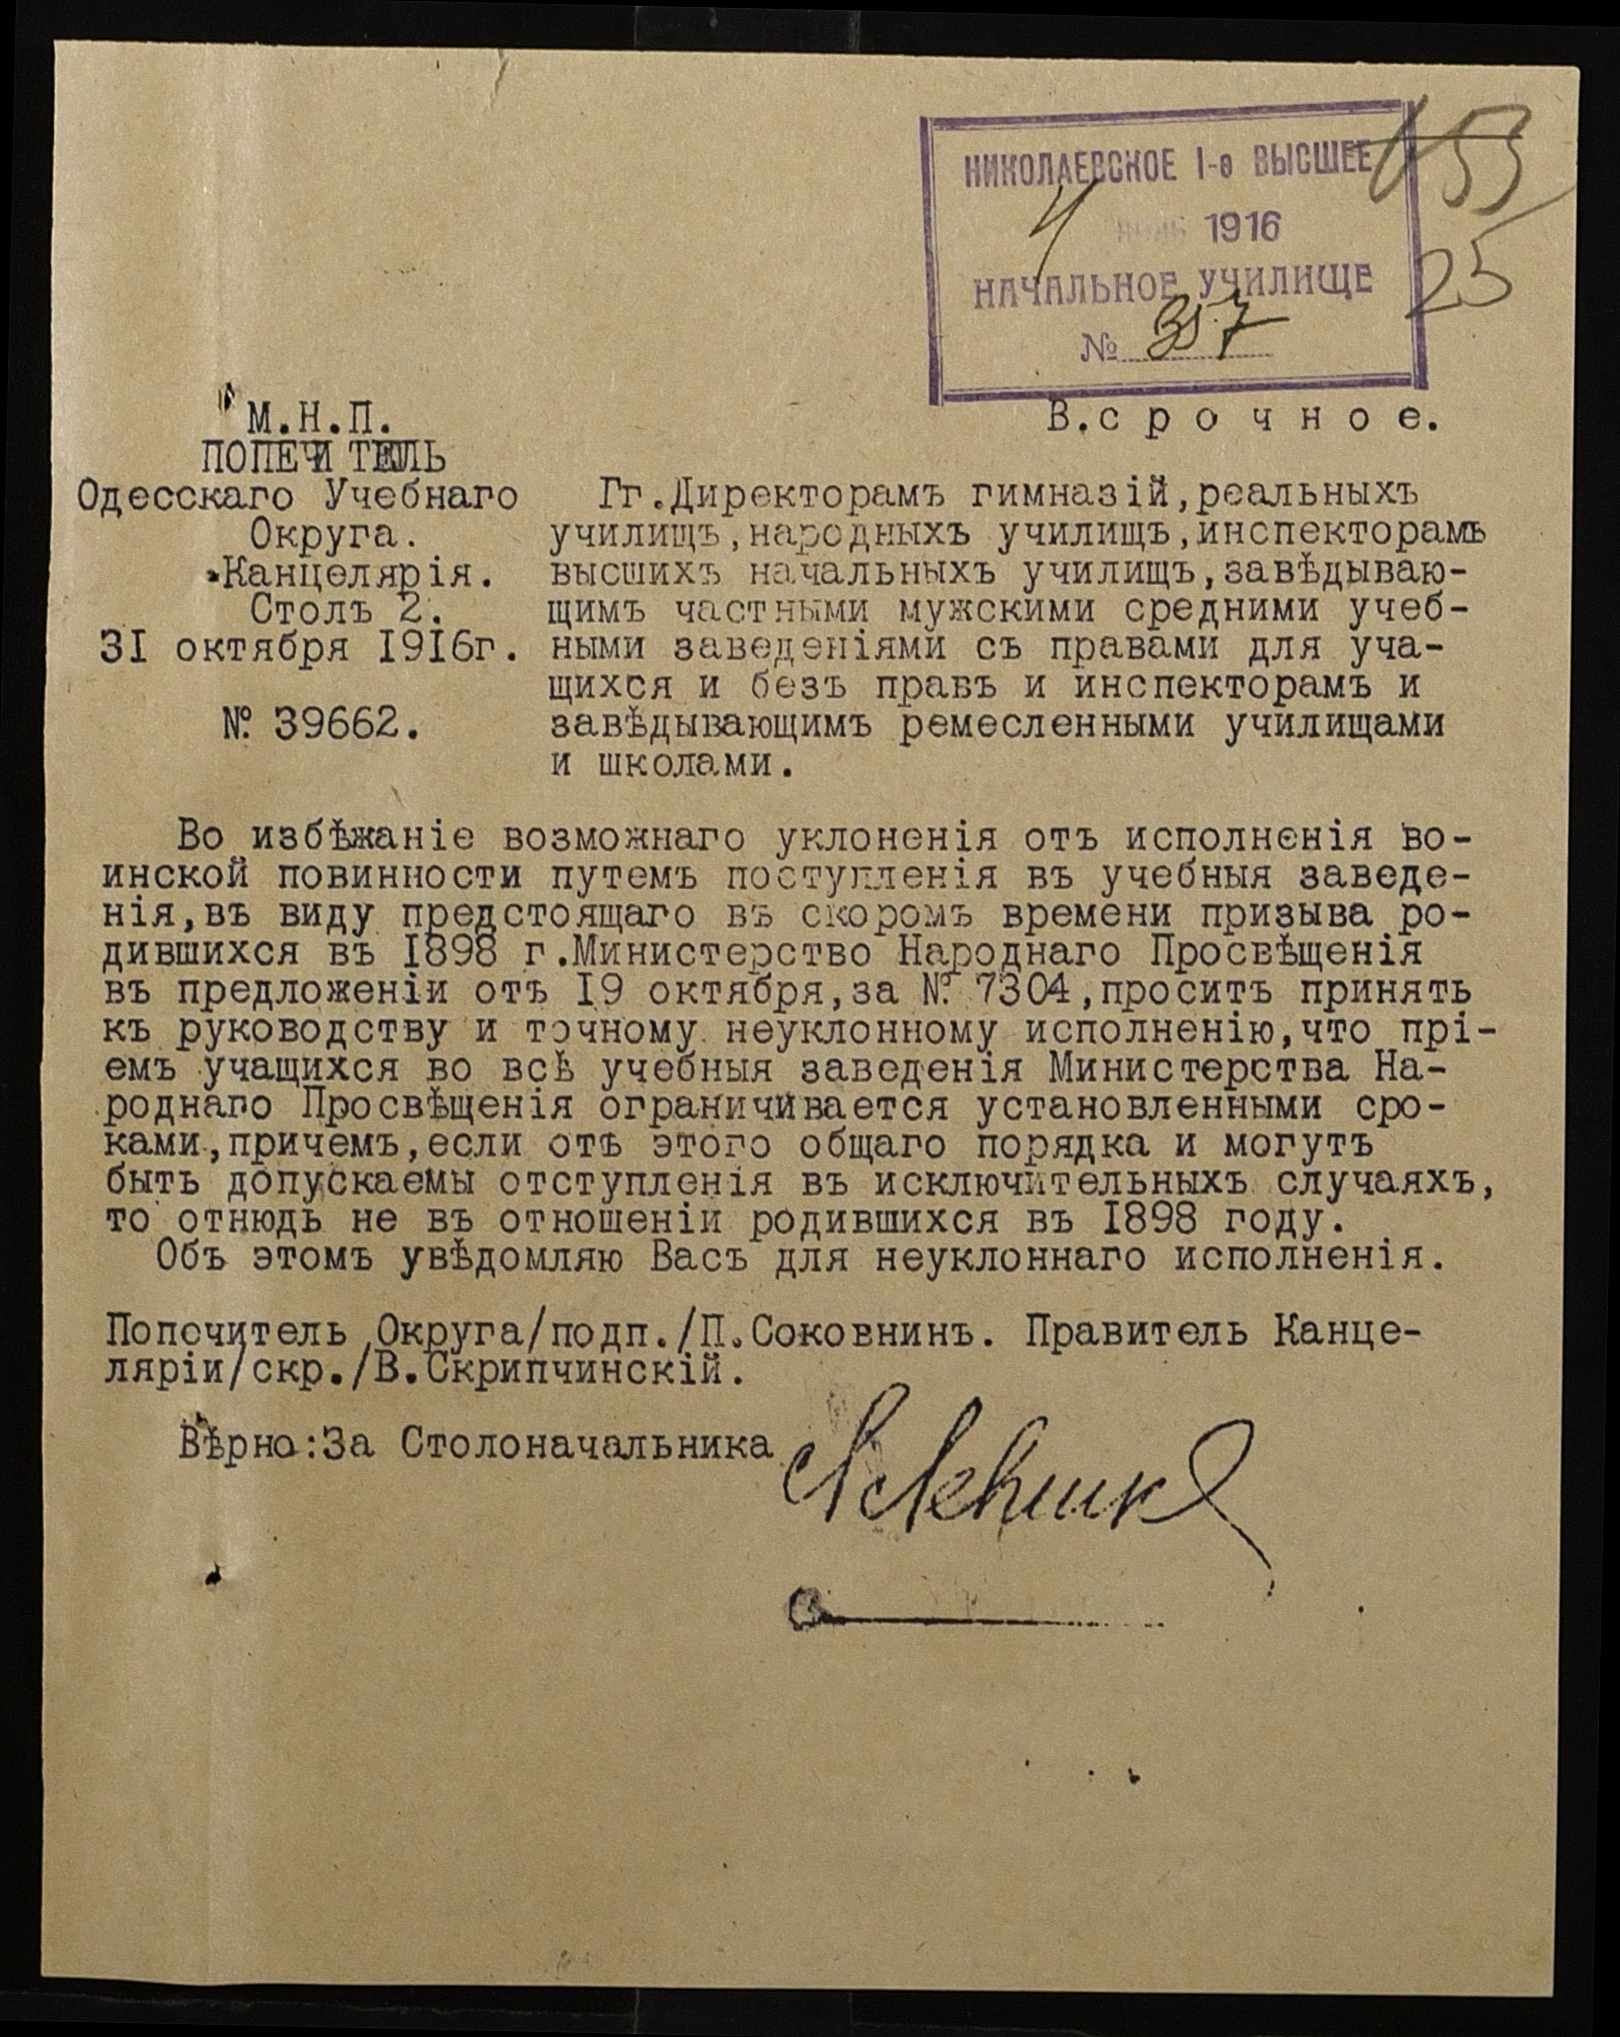 НИКОЛАЕВСКОЕ 1-е ВЫСШЕЕ
4 1916
НАЧАЛЬНОЕ УЧИЛИЩЕ
№ 357
25
В.срочное.
М.Н.П.
ПОПЕЧИТЕЛЬ
Одесскаго Учебнаго
Округа.
Канцелярія.
Столъ 2.
31 октября 1916г.
№ 39662.
Гг.Директорамъ гимназій,реальныхъ
училищъ,народныхъ училищъ,инспекторамъ
высшихъ начальныхъ училищъ,завѣдываю-
щимъ частными мужскими средними учеб-
ными заведеніями съ правами для уча-
щихся и безъ правъ и инспекторамъ и
завѣдывающимъ ремесленными училищами
и школами.
Во избѣжаніе возможнаго уклоненія отъ исполненія во-
инской повинности путемъ поступленія въ учебныя заведе-
нія,въ виду предстоящаго въ скоромъ времени призыва ро-
дившихся въ 1898 г.Министерство Народнаго Просвѣщенія
въ предложеніи отъ 19 октября,за № 7304,проситъ принять
къ руководству и точному неуклонному исполненію,что прі-
емъ учащихся во всѣ учебныя заведенія Министерства На-
роднаго Просвѣщенія ограничивается установленными сро-
ками,причемъ,если отъ этого общаго порядка и могутъ
быть допускаемы отступленія въ исключительныхъ случаяхъ,
то отнюдь не въ отношеніи родившихся въ 1898 году.
Объ этомъ увѣдомляю Васъ для неуклоннаго исполненія.
Попечитель Округа/подп./П.Соковнинъ. Правитель Канце-
ляріи/скр./В.Скрипчинскій.
Вѣрно:За Столоначальника